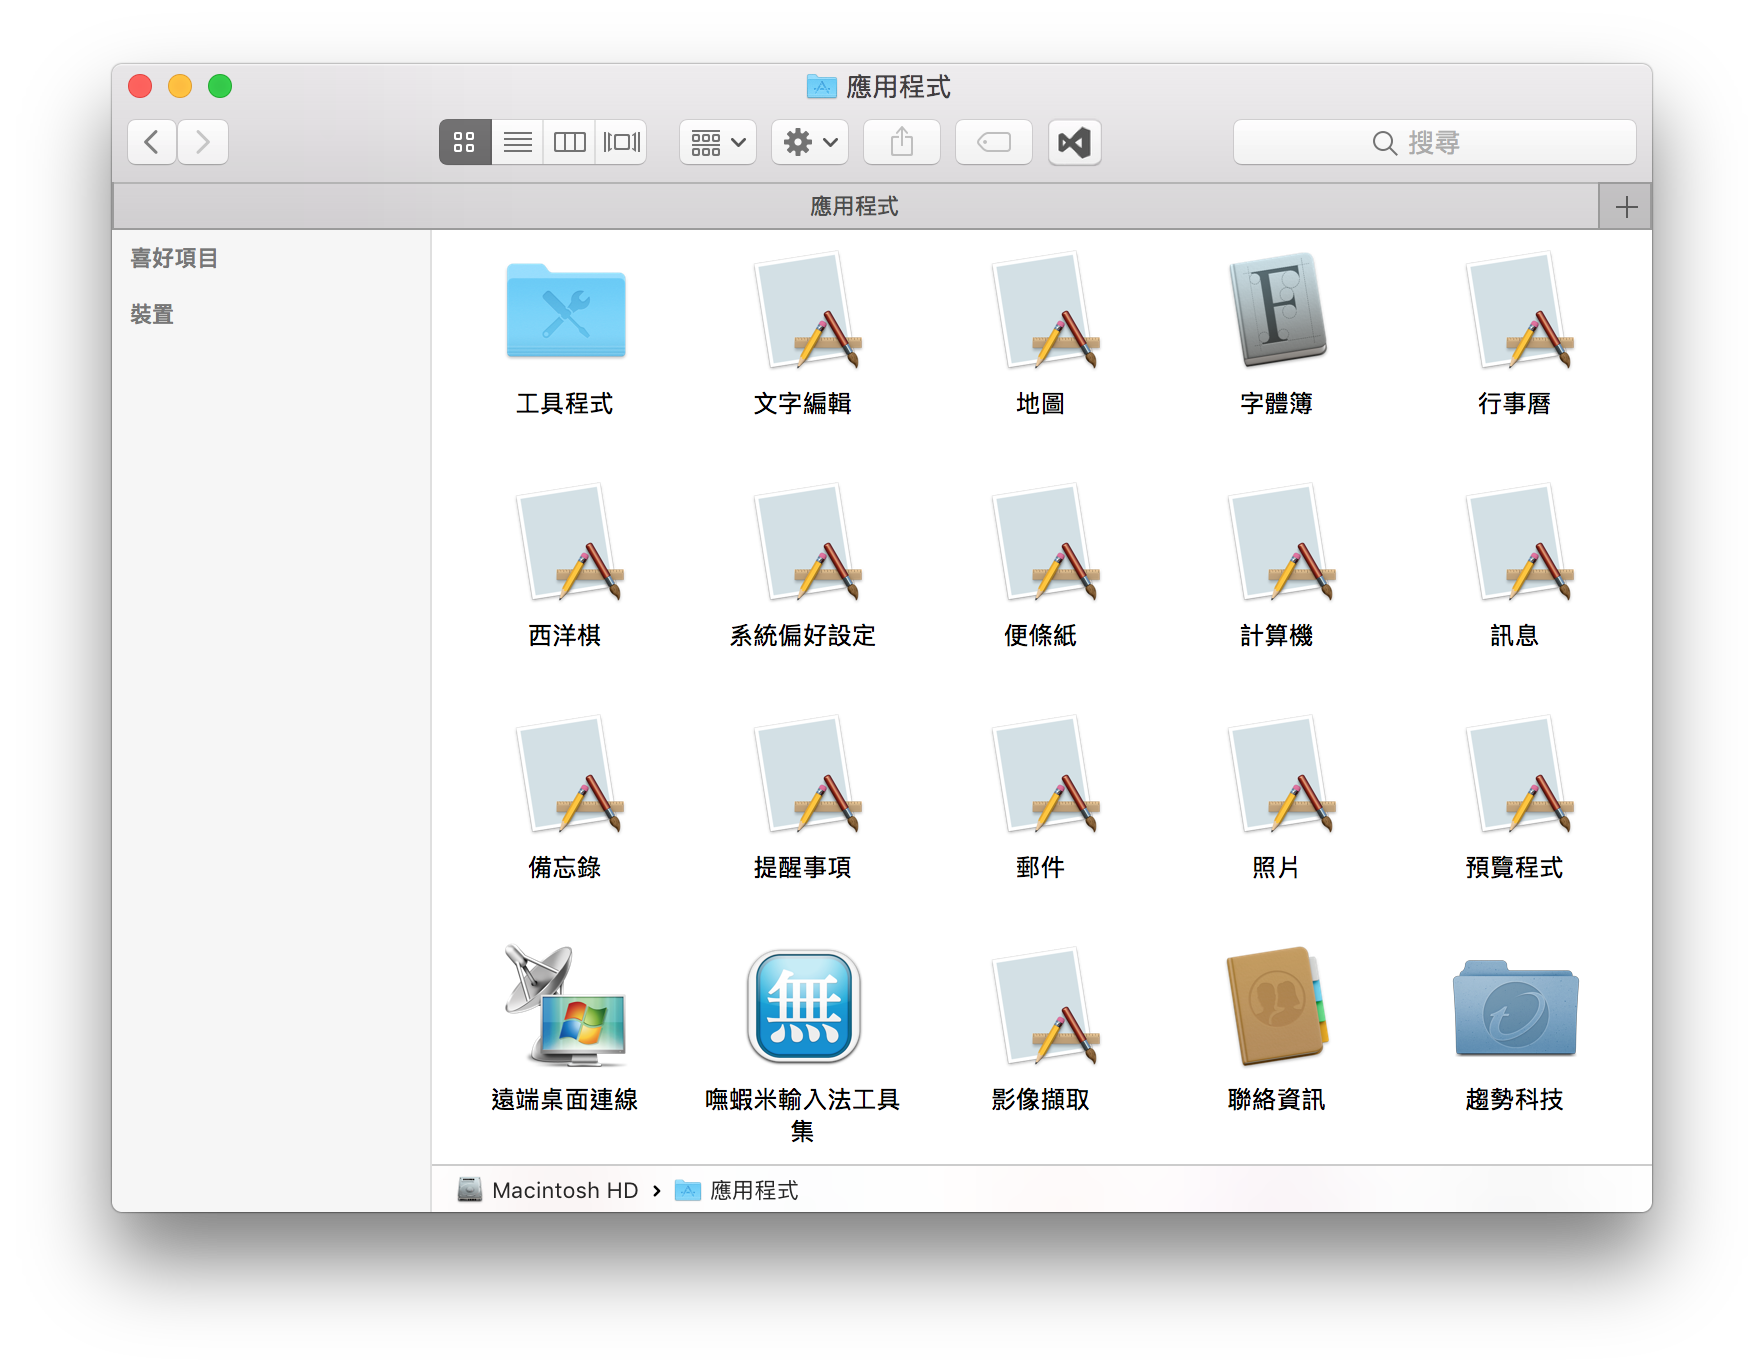 應用程式
搜尋
應用程式
喜好項目
裝置
工具程式
文字編輯
地圖
F
字體簿
行事曆
西洋棋
系統偏好設定
便條紙
計算機
訊息
備忘錄
提醒事項
郵件
照片
預覽程式
無
遠端桌面連線
嘸蝦米輸入法工具
集
影像擷取
聯絡資訊
趨勢科技
Macintosh HD › 應用程式